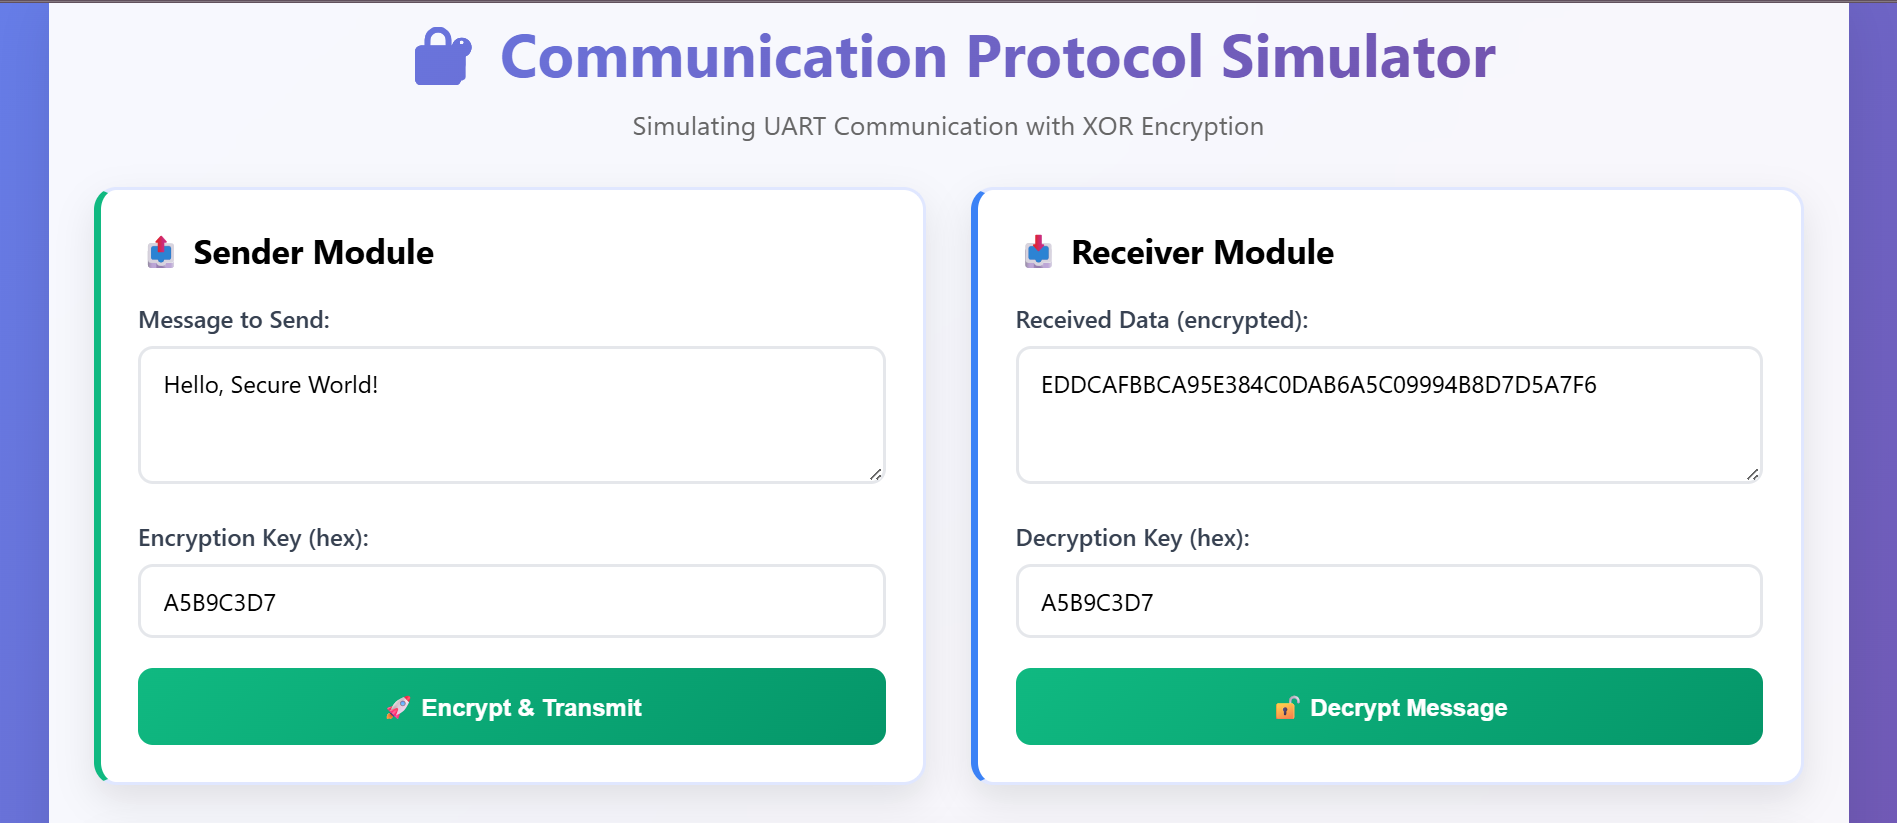 Communication Protocol Simulator
Simulating UART Communication with XOR Encryption
Sender Module
Message to Send:
Hello, Secure World!
Encryption Key (hex):
A5B9C3D7
Encrypt & Transmit
Receiver Module
Received Data (encrypted):
EDDCAFBBCA95E384C0DAB6A5C09994B8D7D5A7F6
Decryption Key (hex):
A5B9C3D7
Decrypt Message